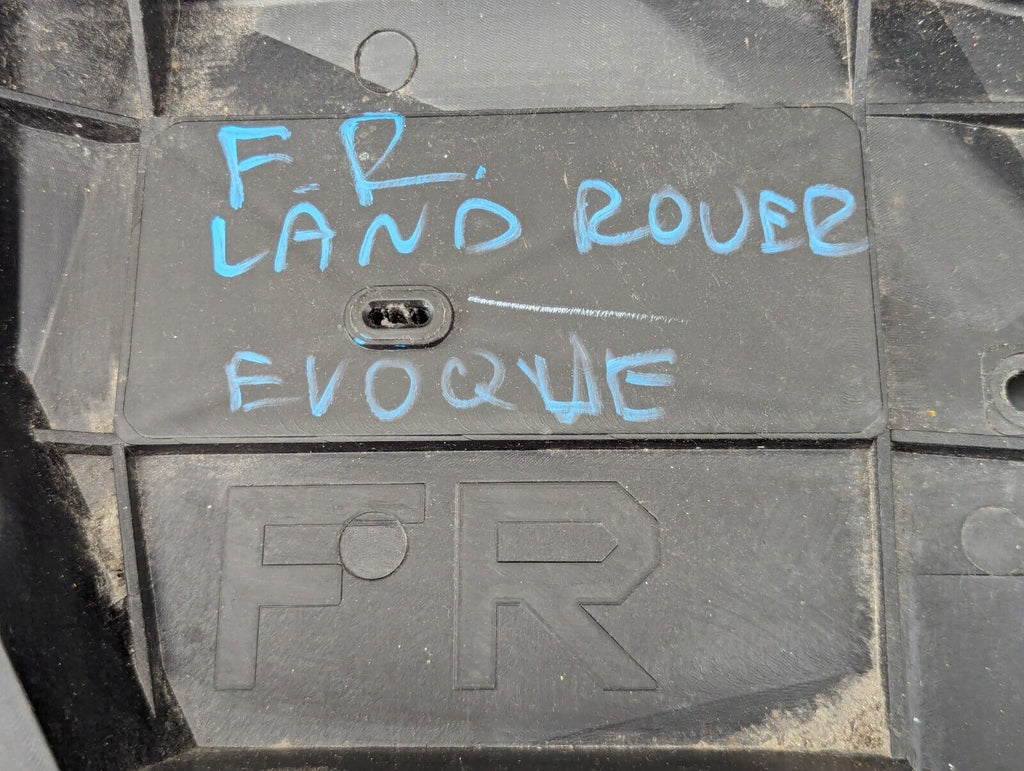 F-R.
LAND ROVER
EVOQUE
FR